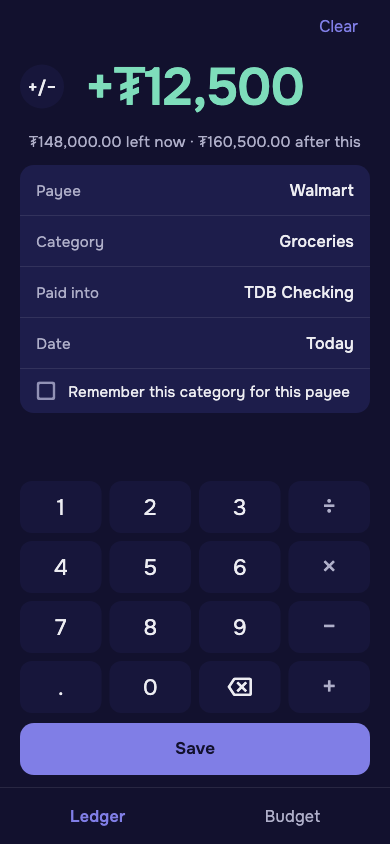 Clear
+/−
+₮12,500
₮148,000.00 left now · ₮160,500.00 after this
Payee Walmart
Category Groceries
Paid into TDB Checking
Date Today
Remember this category for this payee
1 2 3 ÷
4 5 6 ×
7 8 9 −
. 0 +
Save
Ledger Budget